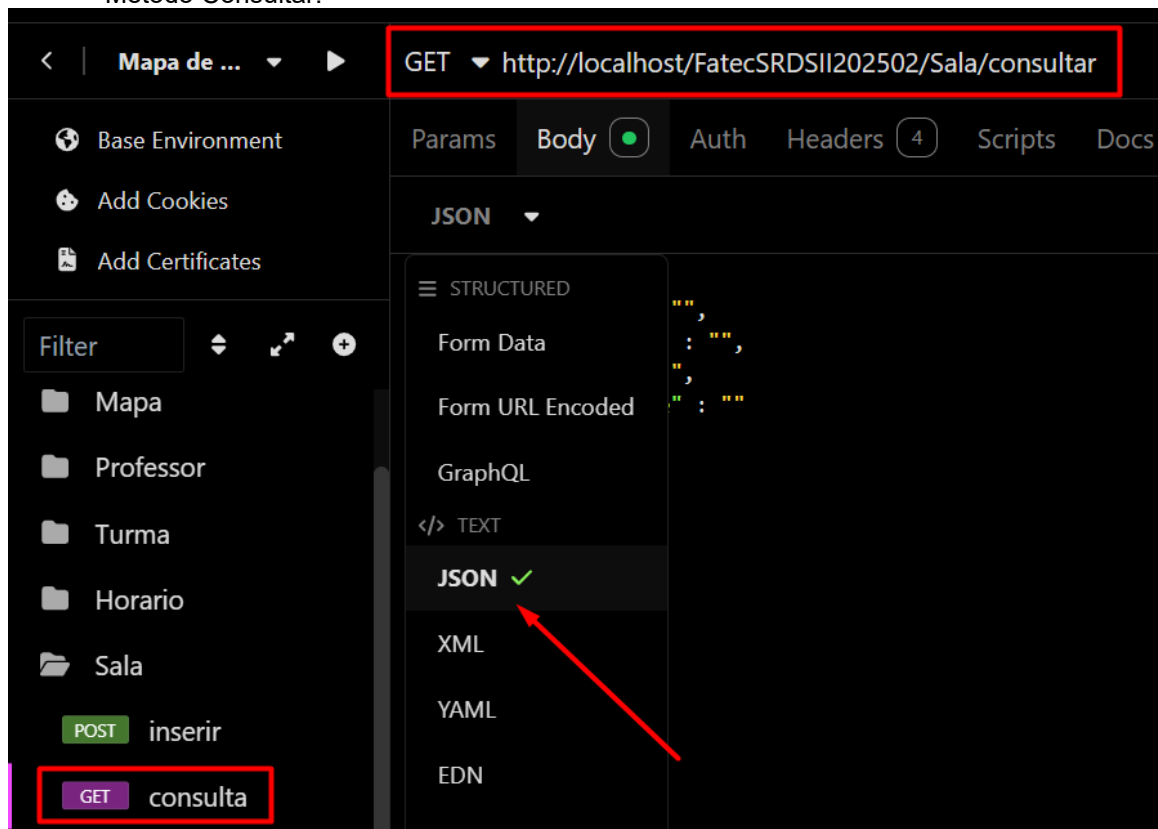 Método Consultar:
Mapa de ...
GET http://localhost/FatecSRDSII202502/Sala/consultar
Base Environment
Add Cookies
Add Certificates
Filter
Mapa
Professor
Turma
Horario
Sala
POST inserir
GET consulta
Params Body Auth Headers 4 Scripts Docs
JSON
STRUCTURED
Form Data
Form URL Encoded
GraphQL
</> TEXT
JSON
XML
YAML
EDN
"",
: "",
",
" : ""